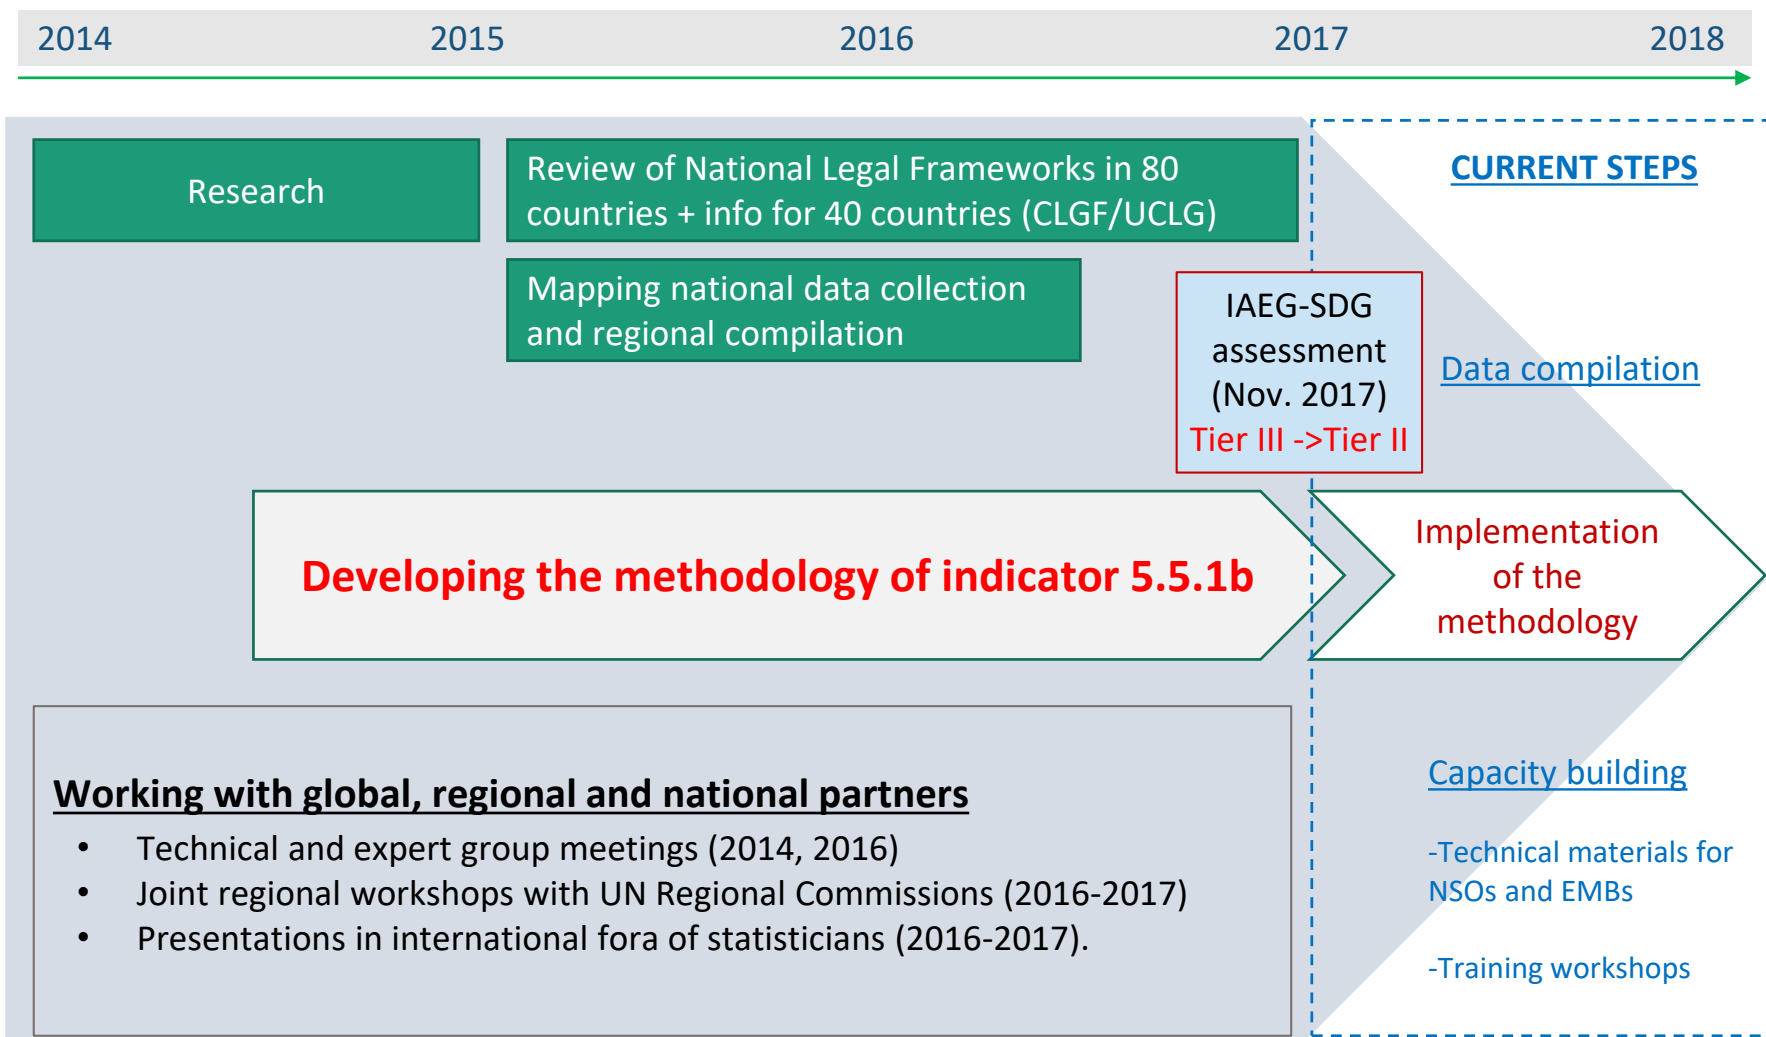 2014 2015 2016 2017 2018
Research
Review of National Legal Frameworks in 80
countries + info for 40 countries (CLGF/UCLG)
Mapping national data collection
and regional compilation
IAEG-SDG
assessment
(Nov. 2017)
Tier III ->Tier II
CURRENT STEPS
Data compilation
Developing the methodology of indicator 5.5.1b
Implementation
of the
methodology
Working with global, regional and national partners
• Technical and expert group meetings (2014, 2016)
• Joint regional workshops with UN Regional Commissions (2016-2017)
• Presentations in international fora of statisticians (2016-2017).
Capacity building
-Technical materials for
NSOs and EMBs
-Training workshops